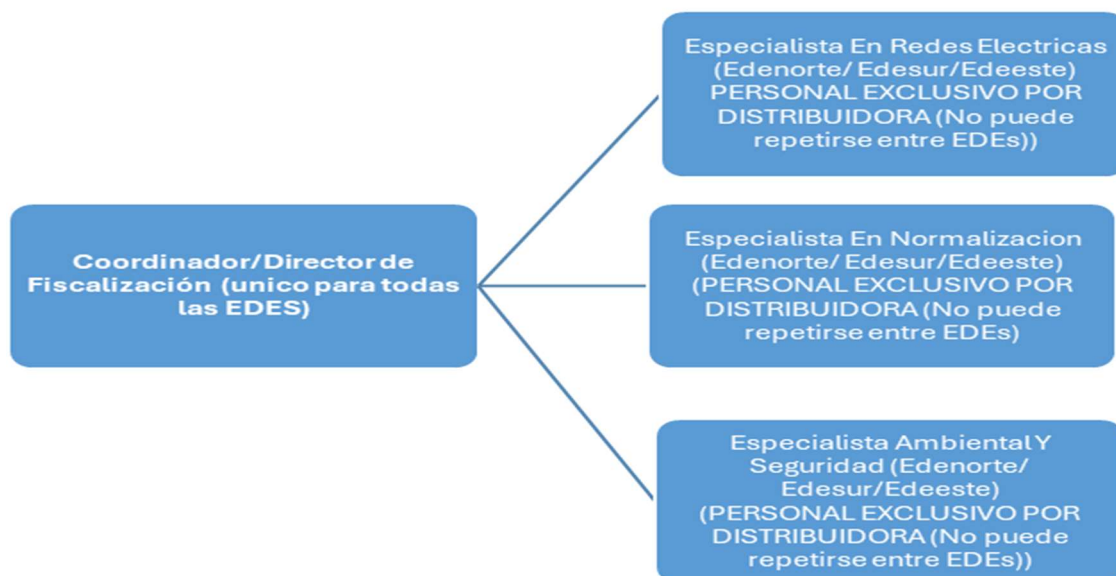 Coordinador/Director de
Fiscalización (unico para todas
las EDES)
Especialista En Redes Electricas
(Edenorte/ Edesur/Edeeste)
PERSONAL EXCLUSIVO POR
DISTRIBUIDORA (No puede
repetirse entre EDEs))
Especialista En Normalizacion
(Edenorte/ Edesur/Edeeste)
(PERSONAL EXCLUSIVO POR
DISTRIBUIDORA (No puede
repetirse entre EDEs)
Especialista Ambiental Y
Seguridad (Edenorte/
Edesur/Edeeste)
(PERSONAL EXCLUSIVO POR
DISTRIBUIDORA (No puede
repetirse entre EDEs))